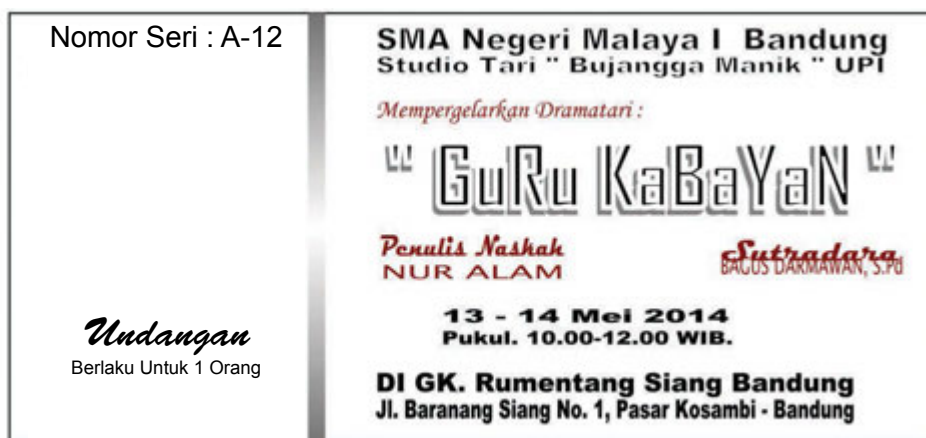 Nomor Seri : A-12
Undangan
Berlaku Untuk 1 Orang
SMA Negeri Malaya I Bandung
Studio Tari " Bujangga Manik " UPI
Mempergelarkan Dramatari :
" GuRu KaBaYaN "
Penulis Naskah
NUR ALAM
Sutradara
BAGUS DARMAWAN, S.Pd
13 - 14 Mei 2014
Pukul. 10.00-12.00 WIB.
DI GK. Rumentang Siang Bandung
Jl. Baranang Siang No. 1, Pasar Kosambi - Bandung